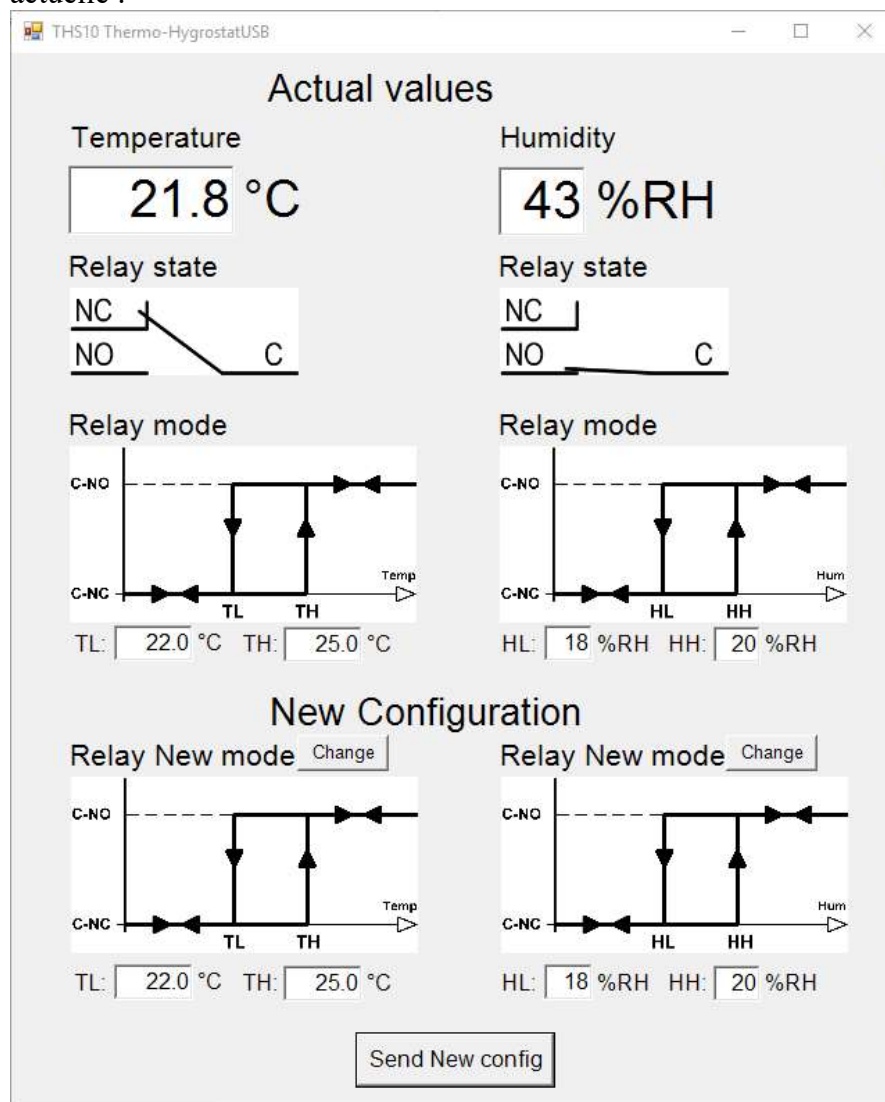 actuelle :
THS10 Thermo-HygrostatUSB
Actual values
Temperature Humidity
21.8 °C 43 %RH
Relay state Relay state
NC NC
NO C NO C
Relay mode Relay mode
C-NO C-NO
Temp Hum
C-NC C-NC
TL TH HL HH
TL: 22.0 °C TH: 25.0 °C HL: 18 %RH HH: 20 %RH
New Configuration
Relay New mode Change Relay New mode Change
C-NO C-NO
Temp Hum
C-NC C-NC
TL TH HL HH
TL: 22.0 °C TH: 25.0 °C HL: 18 %RH HH: 20 %RH
Send New config